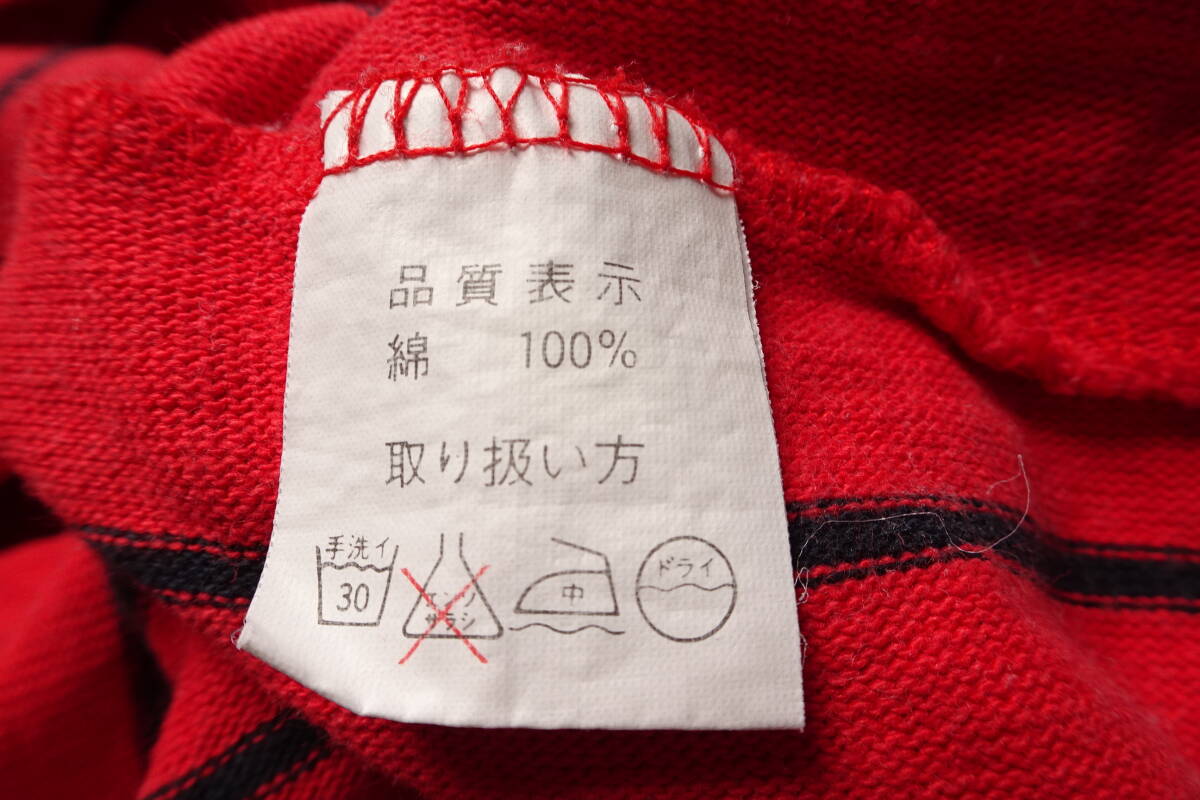 品質表示
綿 100%
取り扱い方
手洗イ
30
エンソ
サラシ
中
ドライ